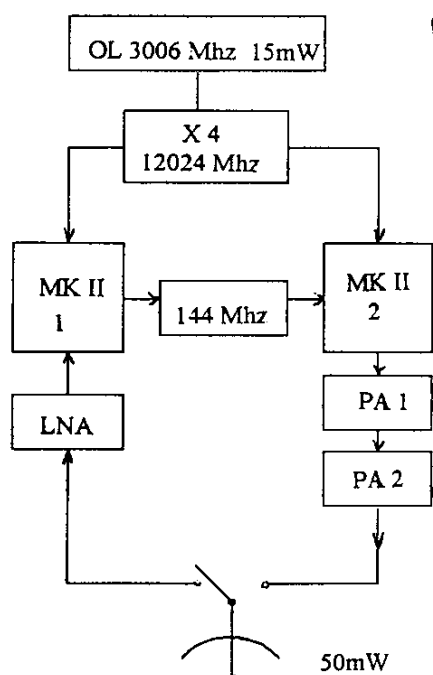 OL 3006 Mhz 15mW
X 4
12024 Mhz
MK II
1
144 Mhz
MK II
2
LNA
PA 1
PA 2
50mW